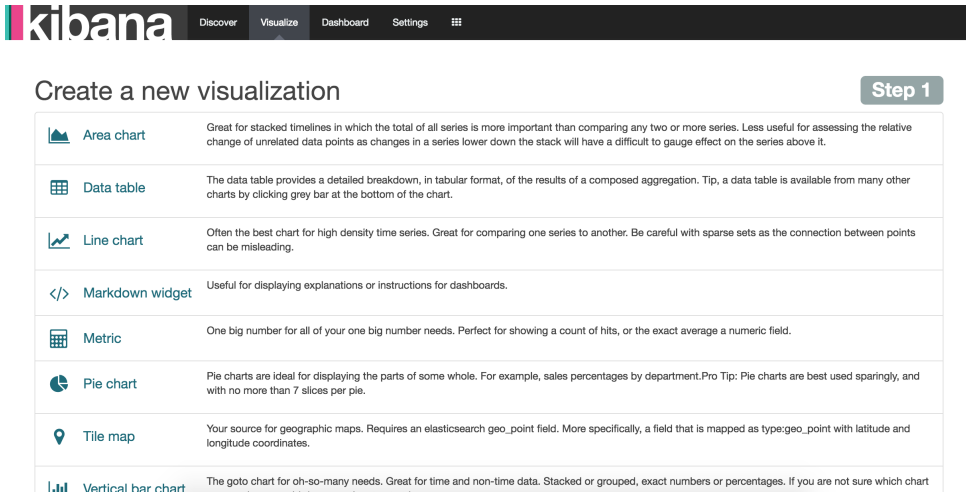 kibana
Discover
Visualize
Dashboard
Settings
Create a new visualization
Step 1
Area chart
Great for stacked timelines in which the total of all series is more important than comparing any two or more series. Less useful for assessing the relative
change of unrelated data points as changes in a series lower down the stack will have a difficult to gauge effect on the series above it.
Data table
The data table provides a detailed breakdown, in tabular format, of the results of a composed aggregation. Tip, a data table is available from many other
charts by clicking grey bar at the bottom of the chart.
Line chart
Often the best chart for high density time series. Great for comparing one series to another. Be careful with sparse sets as the connection between points
can be misleading.
Markdown widget
Useful for displaying explanations or instructions for dashboards.
Metric
One big number for all of your one big number needs. Perfect for showing a count of hits, or the exact average a numeric field.
Pie chart
Pie charts are ideal for displaying the parts of some whole. For example, sales percentages by department.Pro Tip: Pie charts are best used sparingly, and
with no more than 7 slices per pie.
Tile map
Your source for geographic maps. Requires an elasticsearch geo_point field. More specifically, a field that is mapped as type:geo_point with latitude and
longitude coordinates.
Vertical bar chart
The goto chart for oh-so-many needs. Great for time and non-time data. Stacked or grouped, exact numbers or percentages. If you are not sure which chart